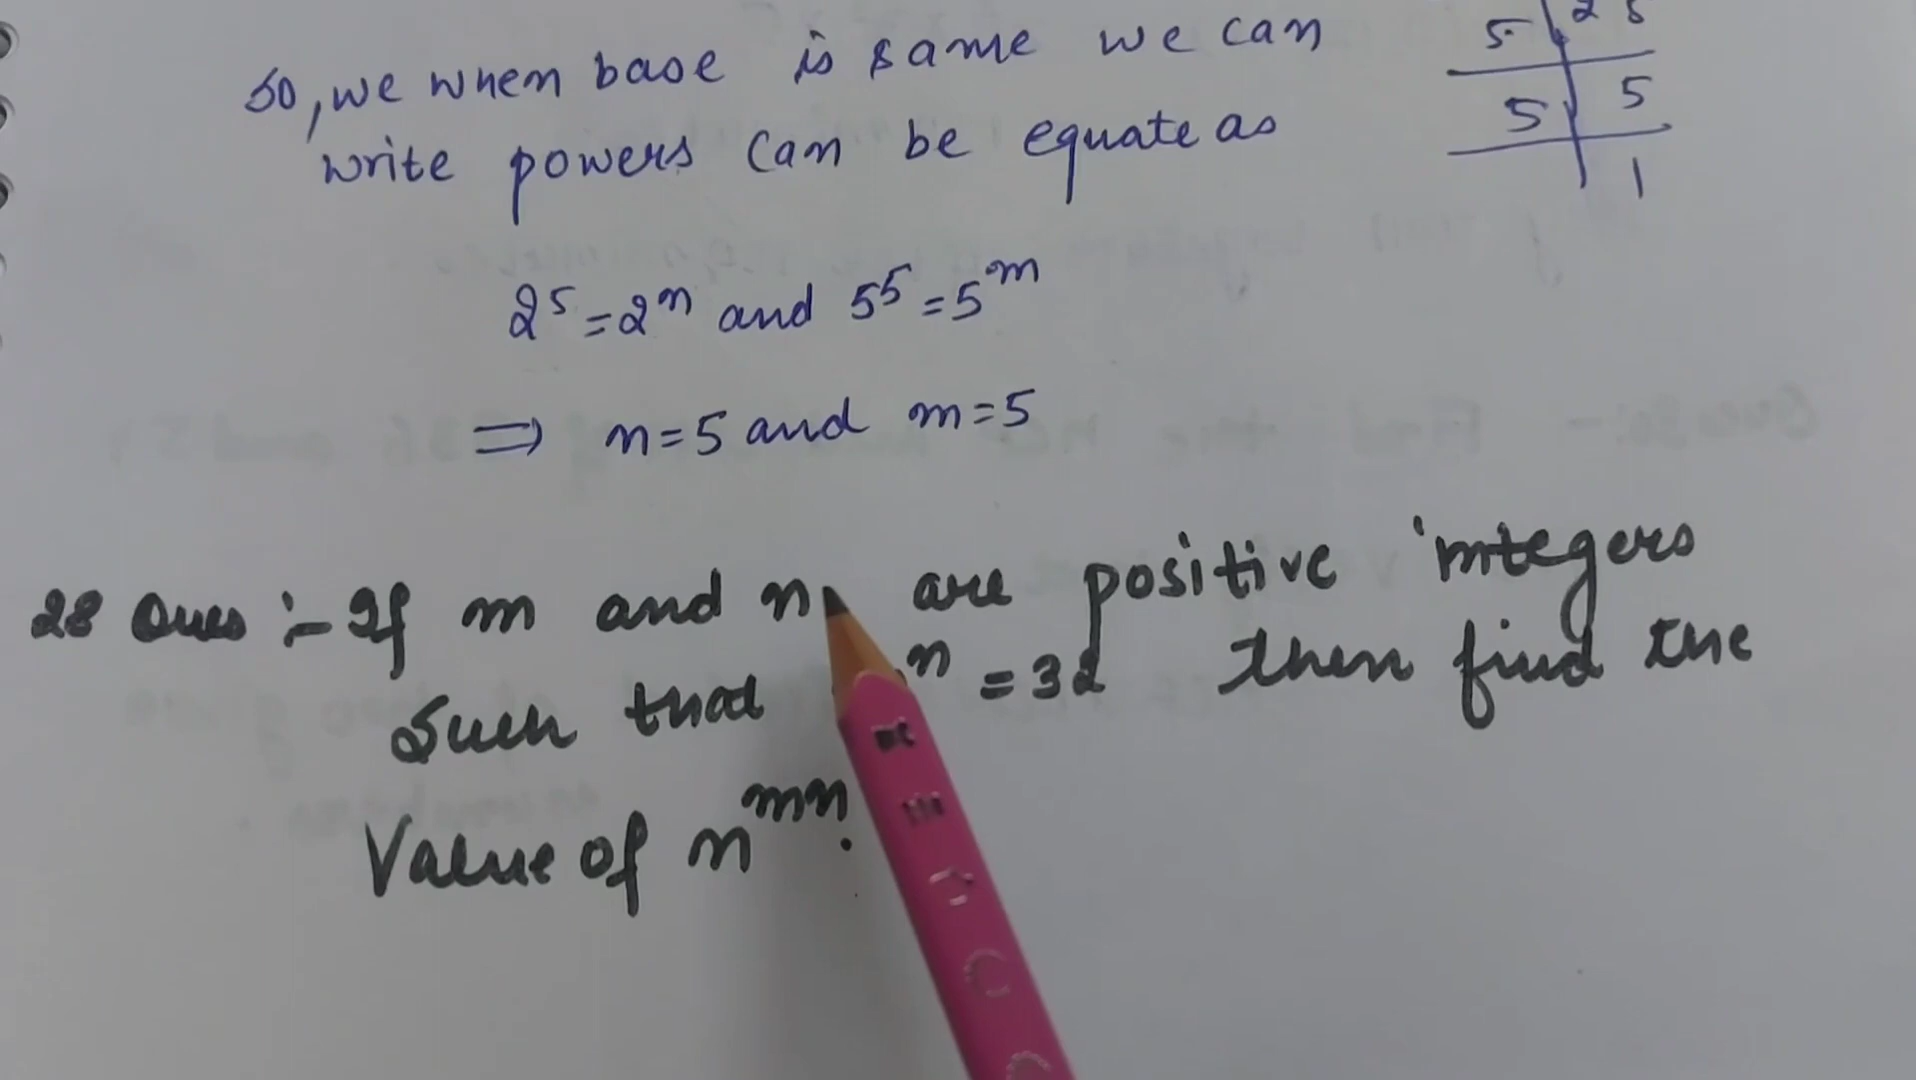 So, we when base is same we can
write powers can be equate as
5 | 25
5 | 5
1
2⁵=2ⁿ and 5⁵=5ᵐ
⇒ n=5 and m=5
28 Ques :- If m and n are positive integers
such that ⁿ = 32 then find the
Value of nᵐⁿ.